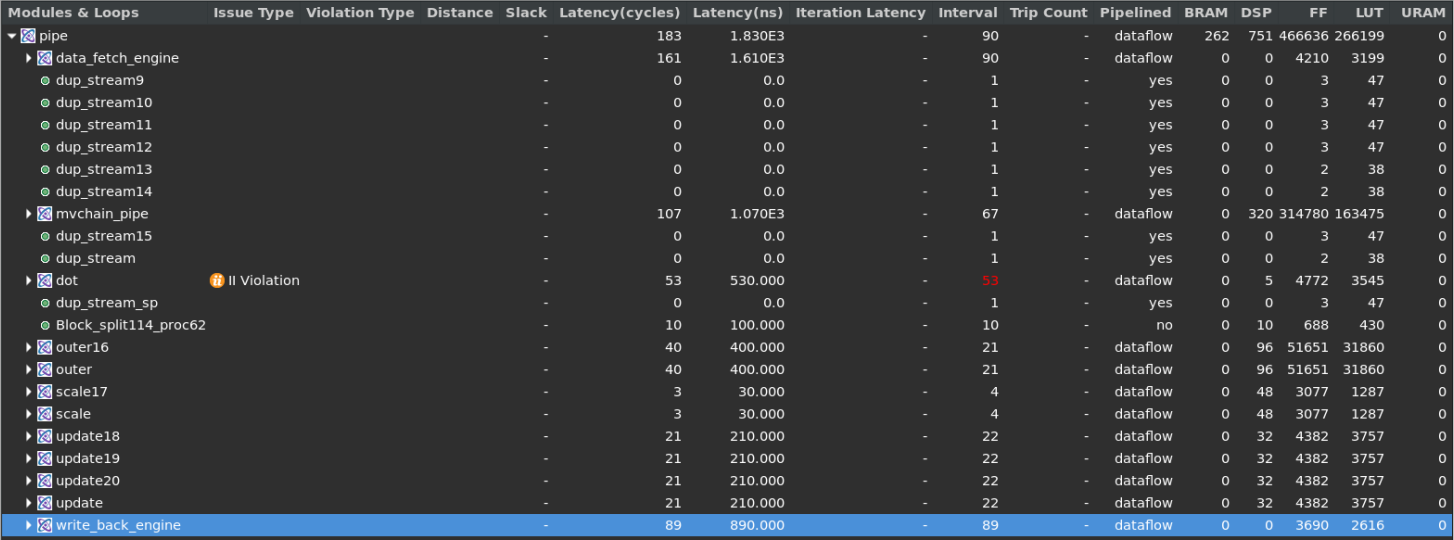 Modules & Loops Issue Type Violation Type Distance Slack Latency(cycles) Latency(ns) Iteration Latency Interval Trip Count Pipelined BRAM DSP FF LUT URAM
pipe - 183 1.830E3 - 90 - dataflow 262 751 466636 266199 0
data_fetch_engine - 161 1.610E3 - 90 - dataflow 0 0 4210 3199 0
dup_stream9 - 0 0.0 - 1 - yes 0 0 3 47 0
dup_stream10 - 0 0.0 - 1 - yes 0 0 3 47 0
dup_stream11 - 0 0.0 - 1 - yes 0 0 3 47 0
dup_stream12 - 0 0.0 - 1 - yes 0 0 3 47 0
dup_stream13 - 0 0.0 - 1 - yes 0 0 2 38 0
dup_stream14 - 0 0.0 - 1 - yes 0 0 2 38 0
mvchain_pipe - 107 1.070E3 - 67 - dataflow 0 320 314780 163475 0
dup_stream15 - 0 0.0 - 1 - yes 0 0 3 47 0
dup_stream - 0 0.0 - 1 - yes 0 0 2 38 0
dot II Violation - 53 530.000 - 53 - dataflow 0 5 4772 3545 0
dup_stream_sp - 0 0.0 - 1 - yes 0 0 3 47 0
Block_split114_proc62 - 10 100.000 - 10 - no 0 10 688 430 0
outer16 - 40 400.000 - 21 - dataflow 0 96 51651 31860 0
outer - 40 400.000 - 21 - dataflow 0 96 51651 31860 0
scale17 - 3 30.000 - 4 - dataflow 0 48 3077 1287 0
scale - 3 30.000 - 4 - dataflow 0 48 3077 1287 0
update18 - 21 210.000 - 22 - dataflow 0 32 4382 3757 0
update19 - 21 210.000 - 22 - dataflow 0 32 4382 3757 0
update20 - 21 210.000 - 22 - dataflow 0 32 4382 3757 0
update - 21 210.000 - 22 - dataflow 0 32 4382 3757 0
write_back_engine - 89 890.000 - 89 - dataflow 0 0 3690 2616 0